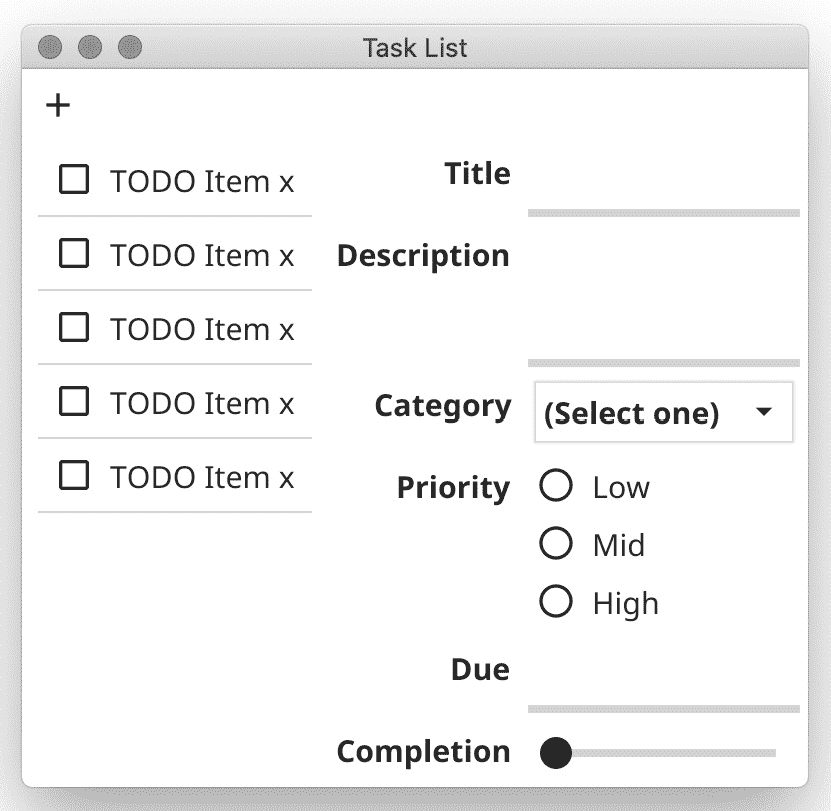 Task List
+
TODO Item x
TODO Item x
TODO Item x
TODO Item x
TODO Item x
Title
Description
Category
(Select one)
Priority
Low
Mid
High
Due
Completion